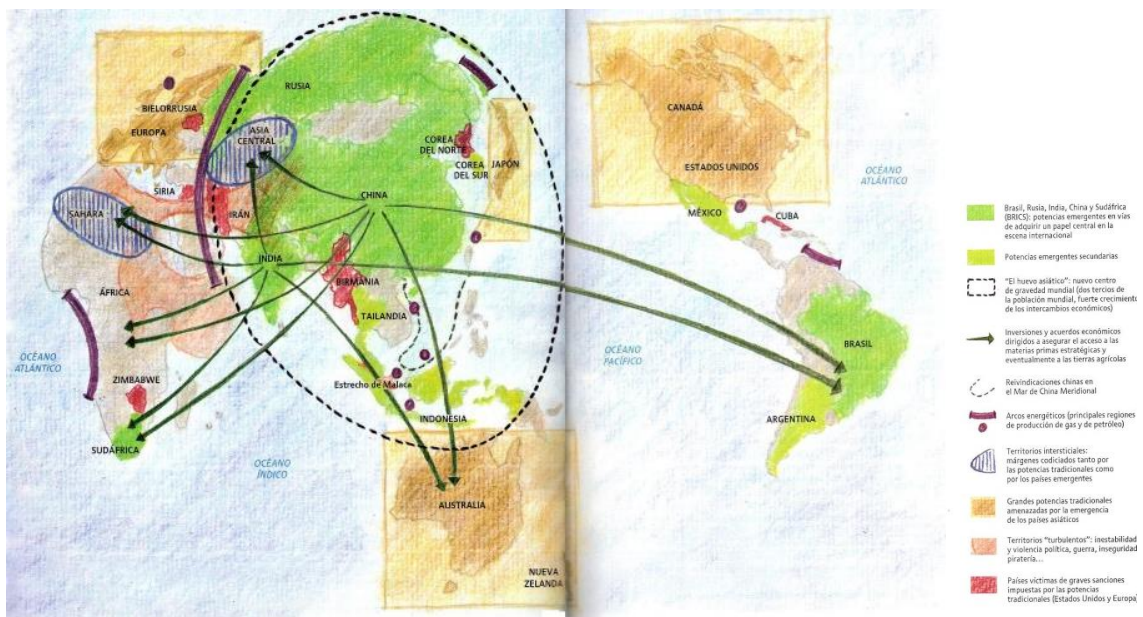 RUSIA
BIELORRUSIA
EUROPA
ASIA
CENTRAL
COREA
DEL NORTE
COREA
DEL SUR
JAPÓN
SIRIA
IRÁN
CHINA
SAHARA
INDIA
BIRMANIA
ÁFRICA
TAILANDIA
OCÉANO
ATLÁNTICO
ZIMBABWE
Estrecho de Malaca
INDONESIA
SUDÁFRICA
OCÉANO
ÍNDICO
AUSTRALIA
NUEVA
ZELANDA
CANADÁ
ESTADOS UNIDOS
OCÉANO
ATLÁNTICO
MÉXICO
CUBA
OCÉANO
PACÍFICO
BRASIL
ARGENTINA
Brasil, Rusia, India, China y Sudáfrica
(BRICS): potencias emergentes en vías
de adquirir un papel central en la
escena internacional
Potencias emergentes secundarias
"El huevo asiático": nuevo centro
de gravedad mundial (dos tercios de
la población mundial, fuerte crecimiento
de los intercambios económicos)
Inversiones y acuerdos económicos
dirigidos a asegurar el acceso a las
materias primas estratégicas y
eventualmente a las tierras agrícolas
Reivindicaciones chinas en
el Mar de China Meridional
Arcos energéticos (principales regiones
de producción de gas y de petróleo)
Territorios intersticiales:
márgenes codiciados tanto por
las potencias tradicionales como
por los países emergentes
Grandes potencias tradicionales
amenazadas por la emergencia
de los países asiáticos
Territorios "turbulentos": inestabilidad
y violencia política, guerra, inseguridad,
piratería...
Países víctimas de graves sanciones
impuestas por las potencias
tradicionales (Estados Unidos y Europa)